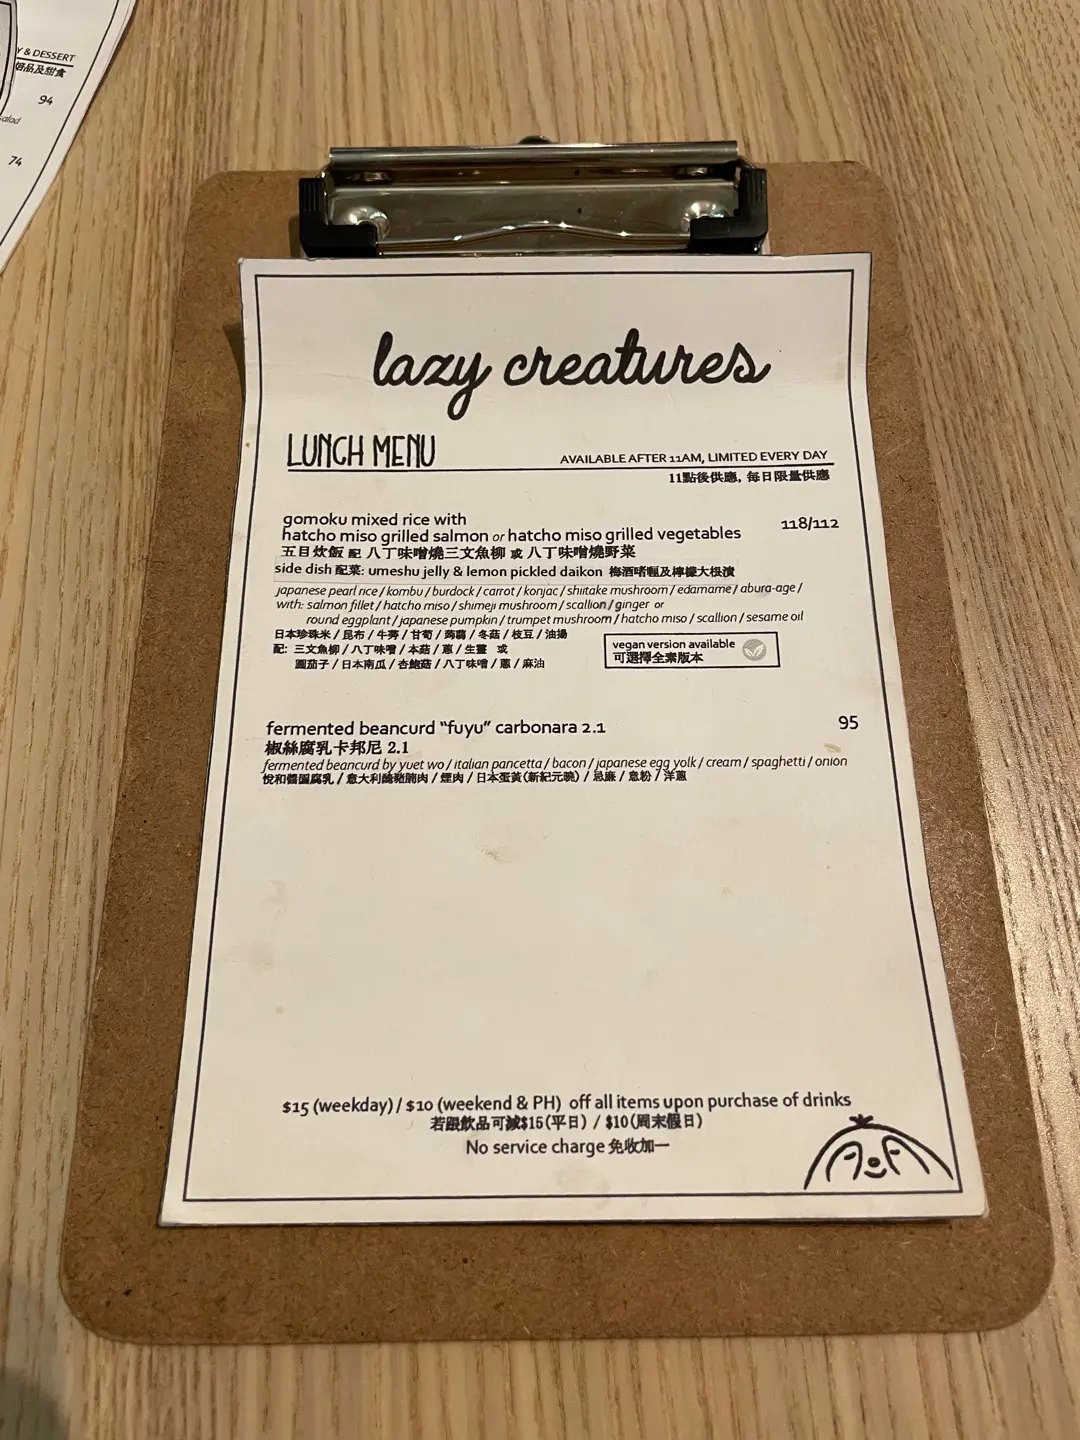 Y & DESSERT
品及甜食
94
salad
74
lazy creatures
LUNCH MENU
AVAILABLE AFTER 11AM, LIMITED EVERY DAY
11點後供應, 每日限量供應
gomoku mixed rice with
hatcho miso grilled salmon or hatcho miso grilled vegetables 118/112
五目炊飯 配 八丁味噌燒三文魚柳 或 八丁味噌燒野菜
side dish 配菜: umeshu jelly & lemon pickled daikon 梅酒啫喱及檸檬大根漬
japanese pearl rice / kombu / burdock / carrot / konjac / shiitake mushroom / edamame / abura-age /
with: salmon fillet / hatcho miso / shimeji mushroom / scallion / ginger or
round eggplant / japanese pumpkin / trumpet mushroom / hatcho miso / scallion / sesame oil
日本珍珠米 / 昆布 / 牛蒡 / 甘荀 / 蒟蒻 / 冬菇 / 枝豆 / 油揚
配: 三文魚柳 / 八丁味噌 / 本菇 / 蔥 / 生薑 或
圓茄子 / 日本南瓜 / 杏鮑菇 / 八丁味噌 / 蔥 / 麻油
vegan version available
可選擇全素版本
fermented beancurd "fuyu" carbonara 2.1 95
椒絲腐乳卡邦尼 2.1
fermented beancurd by yuet wo / italian pancetta / bacon / japanese egg yolk / cream / spaghetti / onion
悅和醬園腐乳 / 意大利醃豬腩肉 / 煙肉 / 日本蛋黃(新紀元曉) / 忌廉 / 意粉 / 洋蔥
$15 (weekday) / $10 (weekend & PH) off all items upon purchase of drinks
若跟飲品可減$15(平日) / $10(周末假日)
No service charge 免收加一